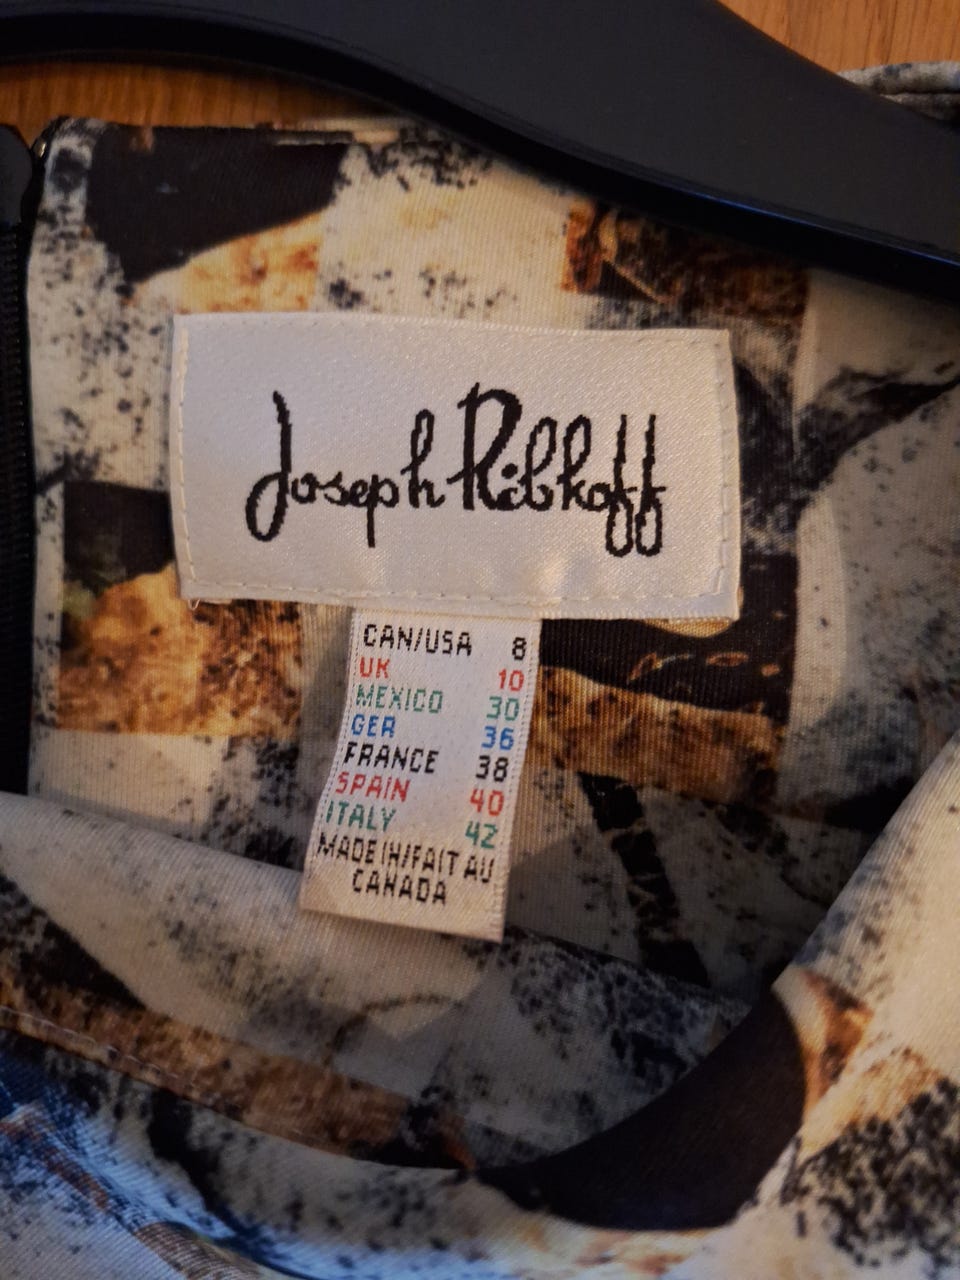 Joseph Ribkoff
CAN/USA 8
UK 10
MEXICO 30
GER 36
FRANCE 38
SPAIN 40
ITALY 42
MADE IN/FAIT AU
CANADA